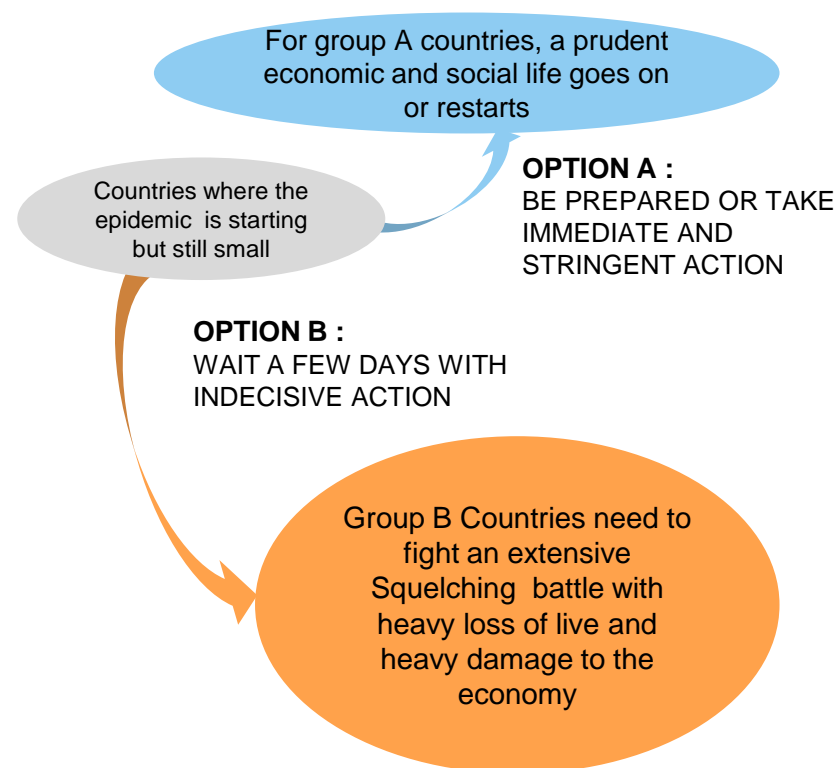 For group A countries, a prudent
economic and social life goes on
or restarts
Countries where the
epidemic  is starting
but still small
OPTION A :
BE PREPARED OR TAKE
IMMEDIATE AND
STRINGENT ACTION
OPTION B :
WAIT A FEW DAYS WITH
INDECISIVE ACTION
Group B Countries need to
fight an extensive
Squelching  battle with
heavy loss of live and
heavy damage to the
economy